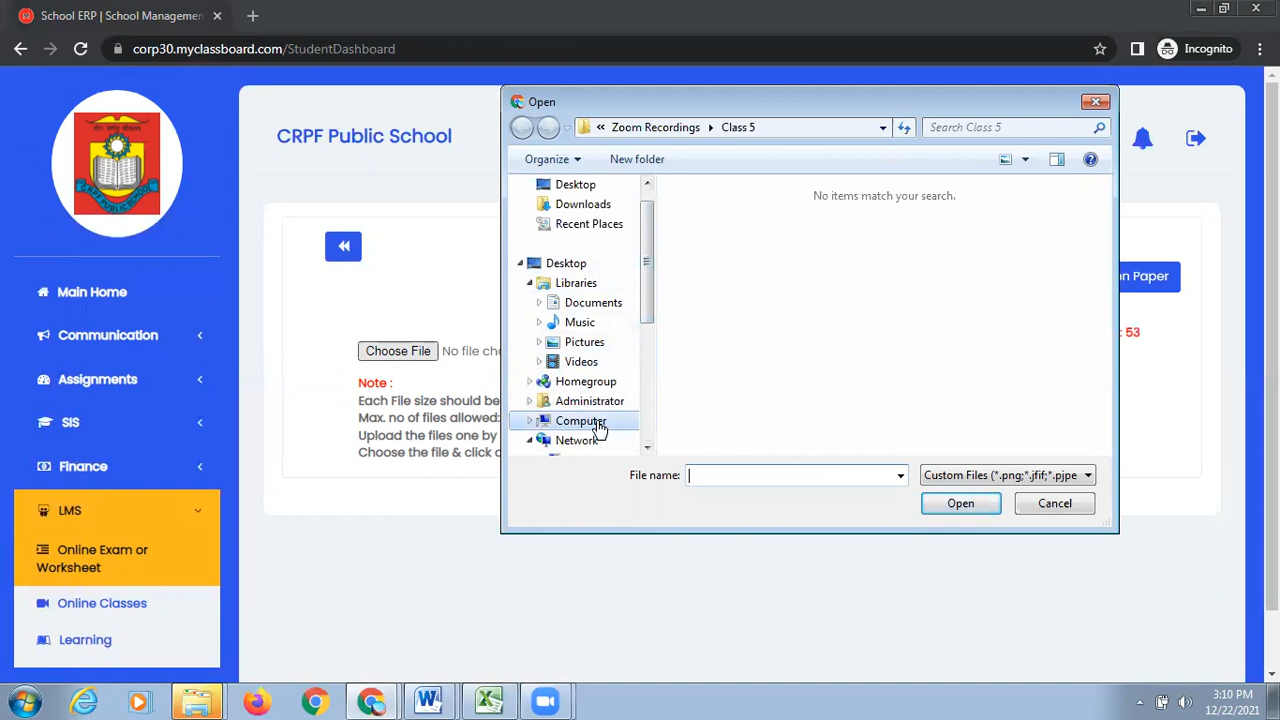 School ERP | School Managemen
corp30.myclassboard.com/StudentDashboard
Incognito
Open
Zoom Recordings
Class 5
Search Class 5
Organize
New folder
Desktop
Downloads
Recent Places
Desktop
Libraries
Documents
Music
Pictures
Videos
Homegroup
Administrator
Computer
Network
No items match your search.
File name:
Custom Files (*.png;*.jfif;*.pjpe
Open
Cancel
CRPF Public School
n Paper
: 53
Choose File No file cho
Note :
Each File size should be
Max. no of files allowed:
Upload the files one by
Choose the file & click o
Main Home
Communication
Assignments
SIS
Finance
LMS
Online Exam or
Worksheet
Online Classes
Learning
3:10 PM
12/22/2021